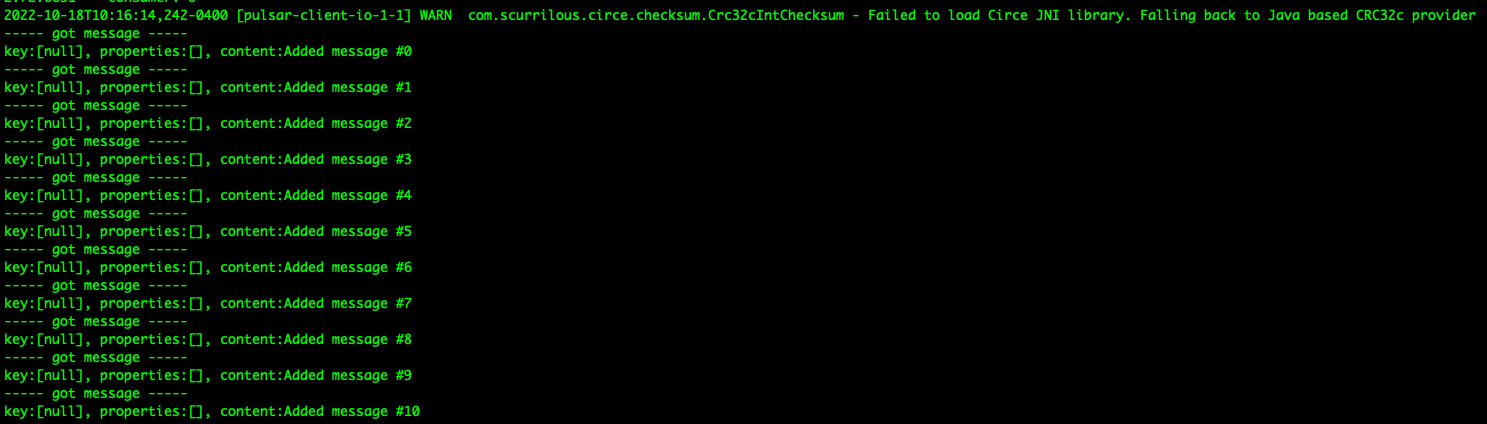 2022-10-18T10:16:14,242-0400 [pulsar-client-io-1-1] WARN  com.scurrilous.circe.checksum.Crc32cIntChecksum - Failed to load Circe JNI library. Falling back to Java based CRC32c provider
----- got message -----
key:[null], properties:[], content:Added message #0
----- got message -----
key:[null], properties:[], content:Added message #1
----- got message -----
key:[null], properties:[], content:Added message #2
----- got message -----
key:[null], properties:[], content:Added message #3
----- got message -----
key:[null], properties:[], content:Added message #4
----- got message -----
key:[null], properties:[], content:Added message #5
----- got message -----
key:[null], properties:[], content:Added message #6
----- got message -----
key:[null], properties:[], content:Added message #7
----- got message -----
key:[null], properties:[], content:Added message #8
----- got message -----
key:[null], properties:[], content:Added message #9
----- got message -----
key:[null], properties:[], content:Added message #10